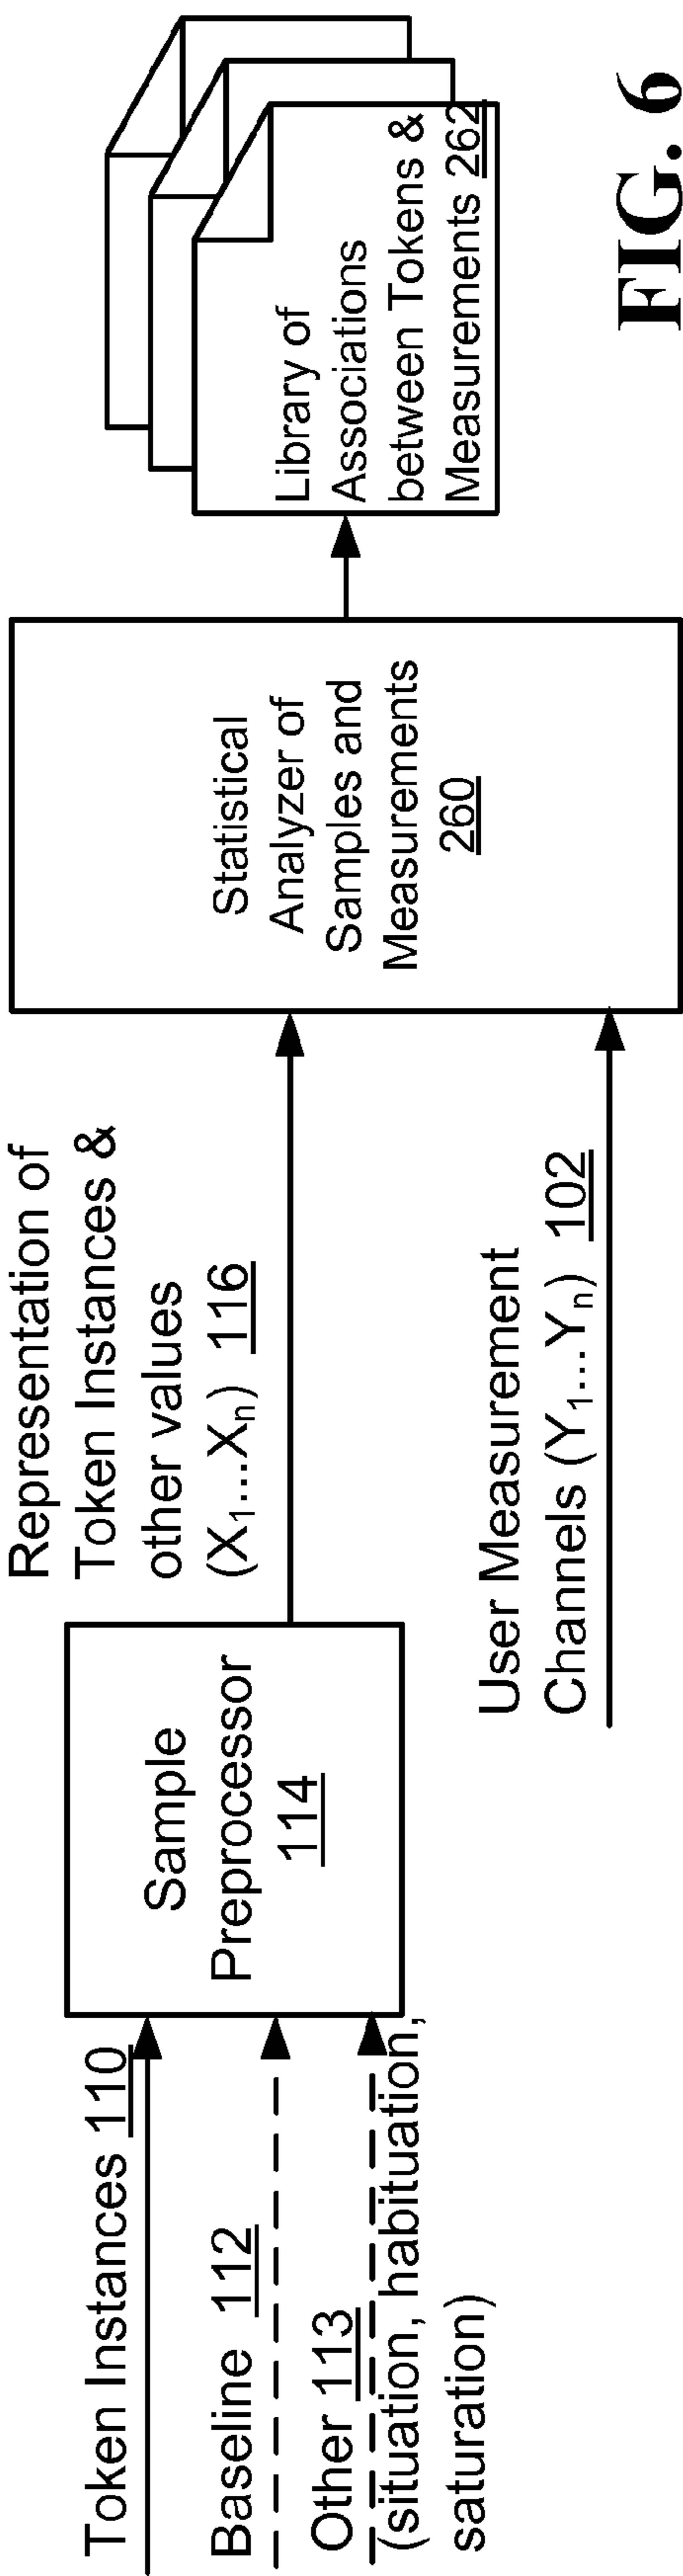 Token Instances 110
Baseline 112
Other 113
(situation, habituation,
saturation)
Sample
Preprocessor
114
Representation of
Token Instances &
other values
(X₁...Xₙ) 116
User Measurement
Channels (Y₁...Yₙ) 102
Statistical
Analyzer of
Samples and
Measurements
260
Library of
Associations
between Tokens &
Measurements 262
FIG. 6